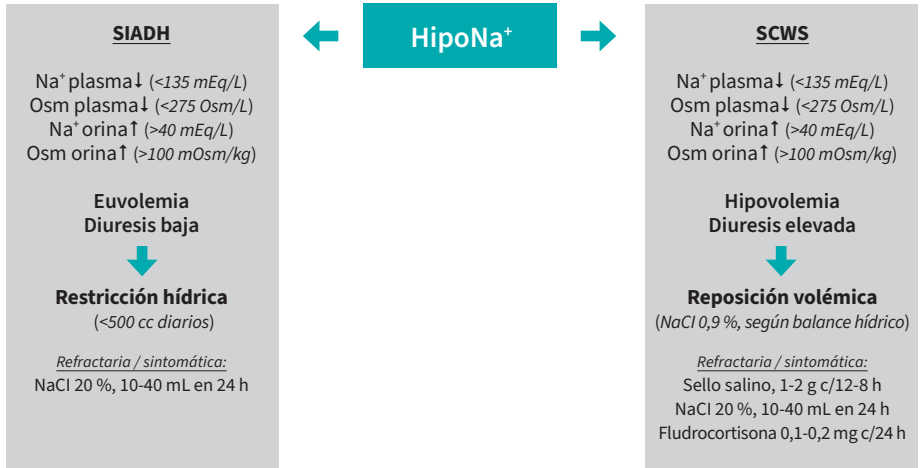 HipoNa⁺
SIADH
Na⁺ plasma↓ (<135 mEq/L)
Osm plasma↓ (<275 Osm/L)
Na⁺ orina↑ (>40 mEq/L)
Osm orina↑ (>100 mOsm/kg)
Euvolemia
Diuresis baja
Restricción hídrica
(<500 cc diarios)
Refractaria / sintomática:
NaCI 20 %, 10-40 mL en 24 h
SCWS
Na⁺ plasma↓ (<135 mEq/L)
Osm plasma↓ (<275 Osm/L)
Na⁺ orina↑ (>40 mEq/L)
Osm orina↑ (>100 mOsm/kg)
Hipovolemia
Diuresis elevada
Reposición volémica
(NaCI 0,9 %, según balance hídrico)
Refractaria / sintomática:
Sello salino, 1-2 g c/12-8 h
NaCI 20 %, 10-40 mL en 24 h
Fludrocortisona 0,1-0,2 mg c/24 h